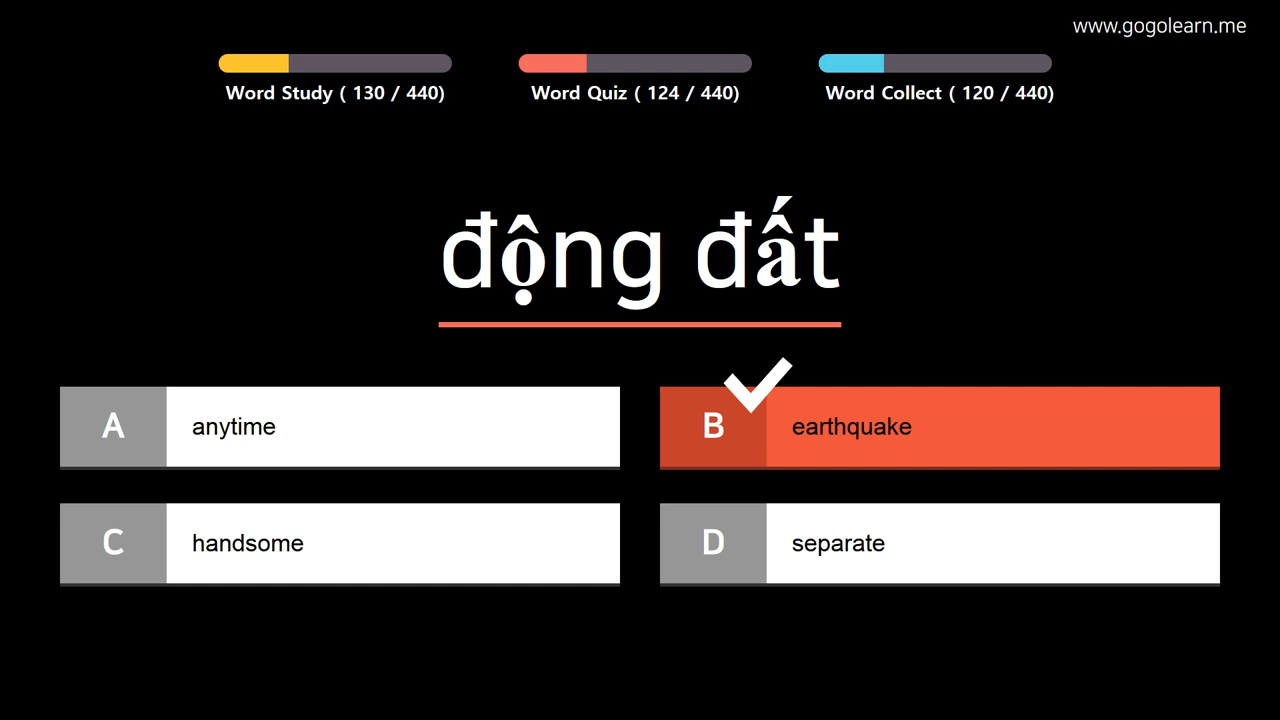 www.gogolearn.me
Word Study ( 130 / 440)
Word Quiz ( 124 / 440)
Word Collect ( 120 / 440)
động đất
A anytime
B earthquake
C handsome
D separate